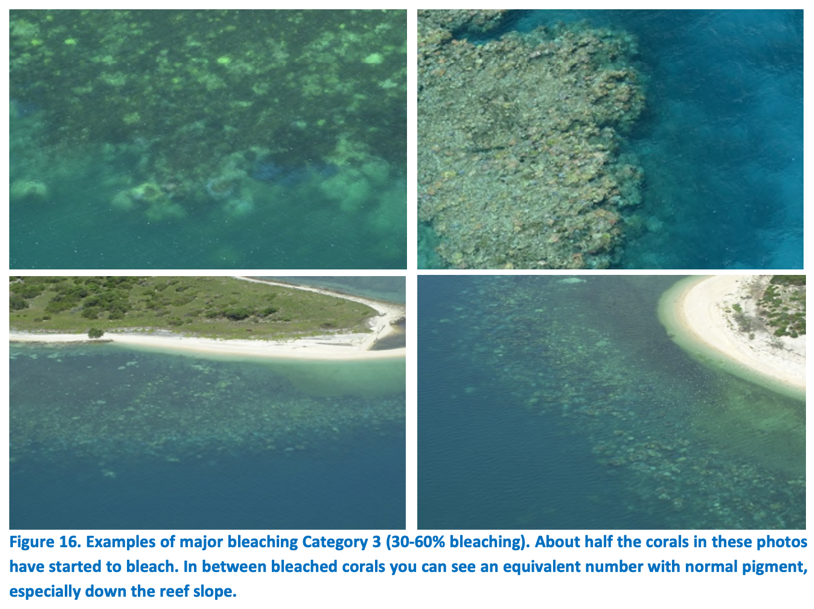 Figure 16. Examples of major bleaching Category 3 (30-60% bleaching). About half the corals in these photos
have started to bleach. In between bleached corals you can see an equivalent number with normal pigment,
especially down the reef slope.